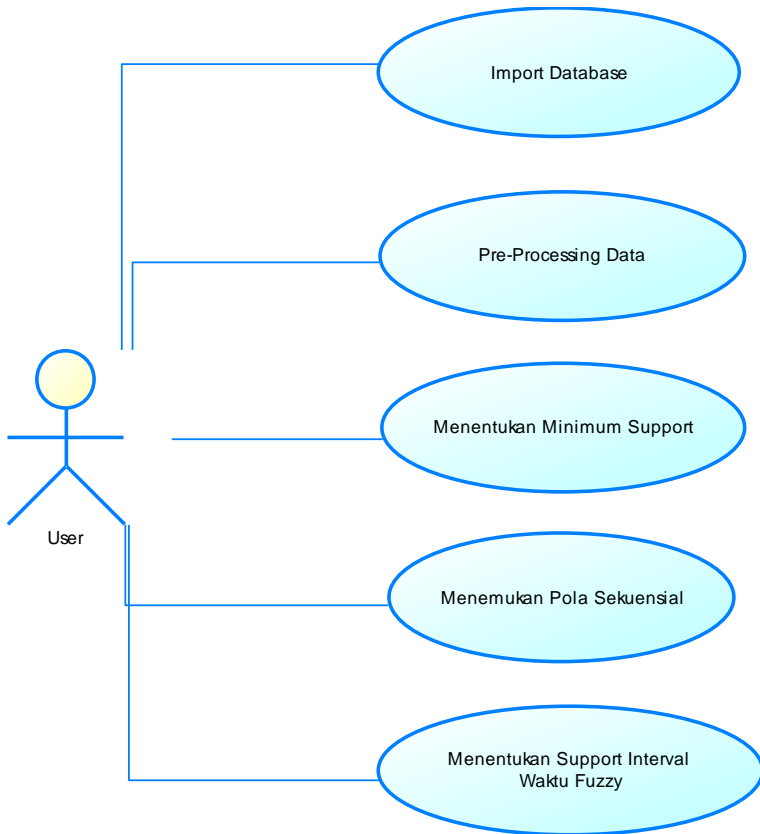 Import Database
Pre-Processing Data
Menentukan Minimum Support
User
Menemukan Pola Sekuensial
Menentukan Support Interval
Waktu Fuzzy